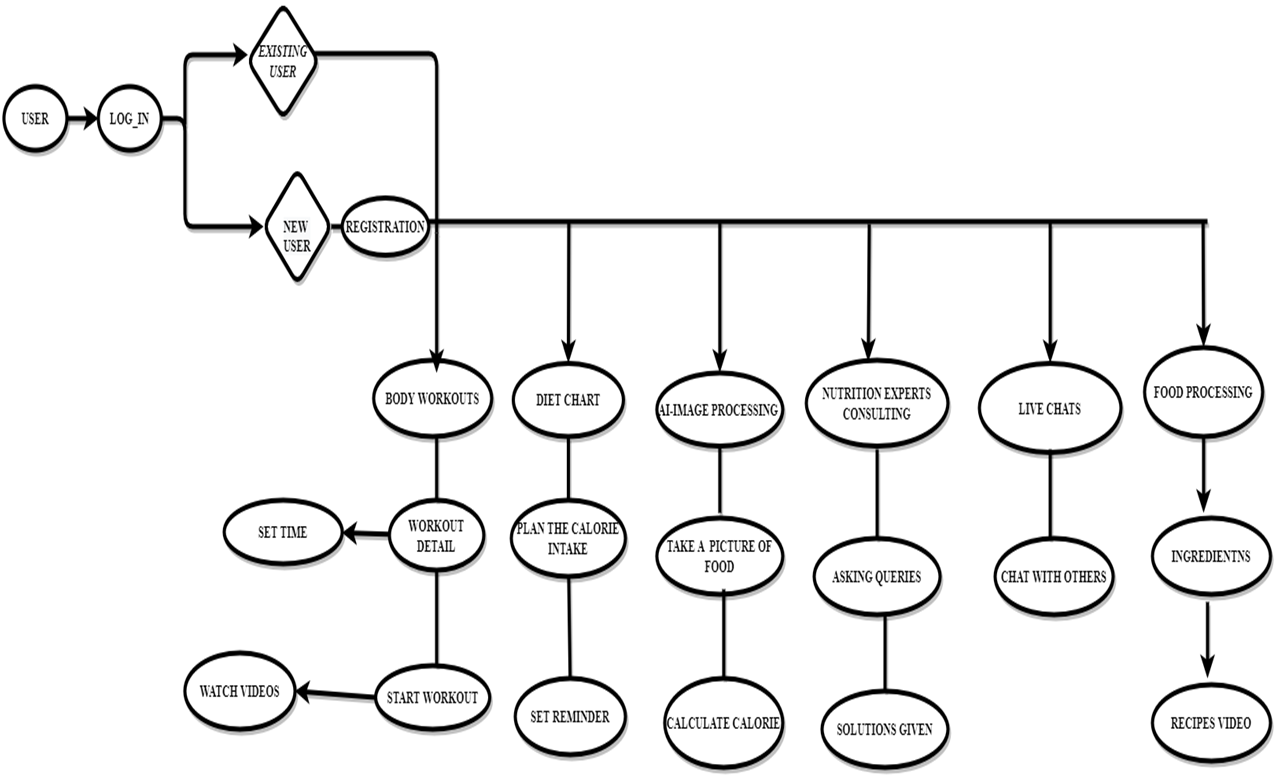 EXISTING
USER
USER
LOG_IN
NEW
USER
REGISTRATION
BODY WORKOUTS
DIET CHART
AI-IMAGE PROCESSING
NUTRITION EXPERTS
CONSULTING
LIVE CHATS
FOOD PROCESSING
SET TIME
WORKOUT
DETAIL
PLAN THE CALORIE
INTAKE
TAKE A PICTURE OF
FOOD
ASKING QUERIES
CHAT WITH OTHERS
INGREDIENTNS
WATCH VIDEOS
START WORKOUT
SET REMINDER
CALCULATE CALORIE
SOLUTIONS GIVEN
RECIPES VIDEO